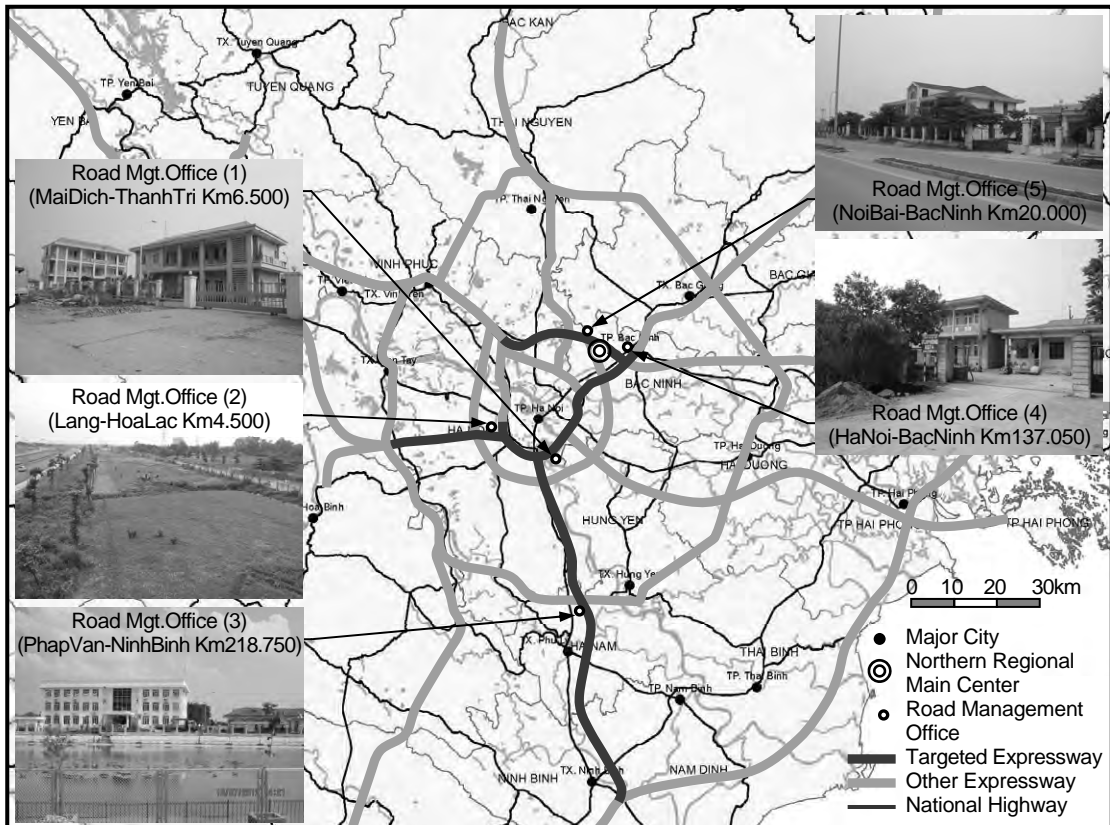 BAC KAN
TX. Tuyen Quang
TUYEN QUANG
TP. Yen Bai
THAI NGUYEN
Road Mgt.Office (1)
(MaiDich-ThanhTri Km6.500)
Road Mgt.Office (5)
(NoiBai-BacNinh Km20.000)
TP. Thai Nguyen
VINH PHUC
TX. Vinh Yen
TX. Bac Giang
TP. Bac Ninh
BAC NINH
Road Mgt.Office (2)
(Lang-HoaLac Km4.500)
TP. Ha Noi
Road Mgt.Office (4)
(HaNoi-BacNinh Km137.050)
TP. Hai Duong
HAI DUONG
TP. Hai Phong
TP HAI PHONG
TP HAI PHONG
Hoa Binh
HUNG YEN
TX. Hung Yen
0 10 20 30km
Road Mgt.Office (3)
(PhapVan-NinhBinh Km218.750)
TX. Phu Ly
HA NAM
THAI BINH
TP. Thai Binh
TP. Nam Dinh
NAM DINH
NINH BINH
TX. Ninh Binh
Major City
Northern Regional
Main Center
Road Management
Office
Targeted Expressway
Other Expressway
National Highway